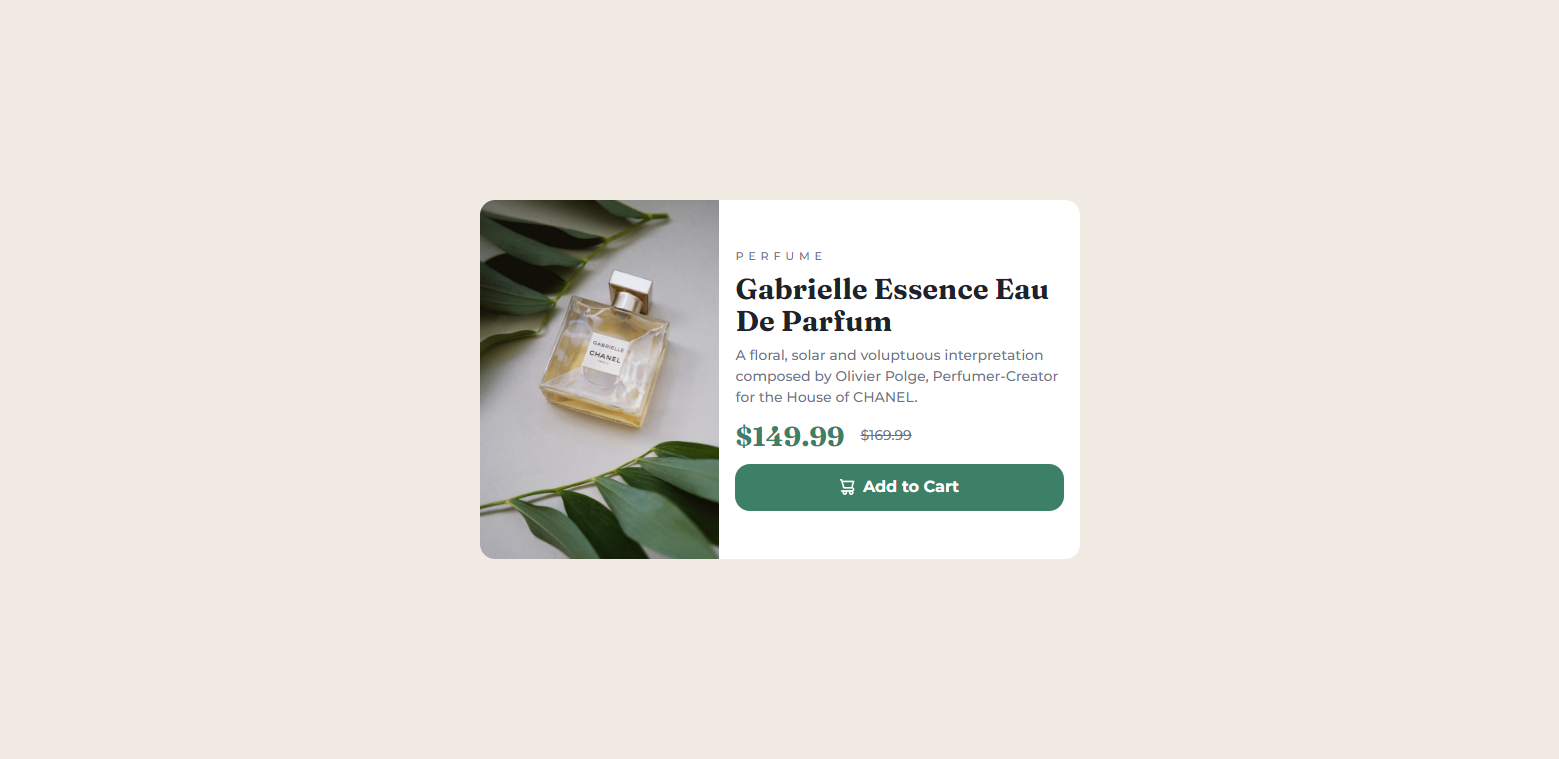 PERFUME
Gabrielle Essence Eau
De Parfum
A floral, solar and voluptuous interpretation
composed by Olivier Polge, Perfumer-Creator
for the House of CHANEL.
$149.99 $169.99
Add to Cart
GABRIELLE
CHANEL
PARIS